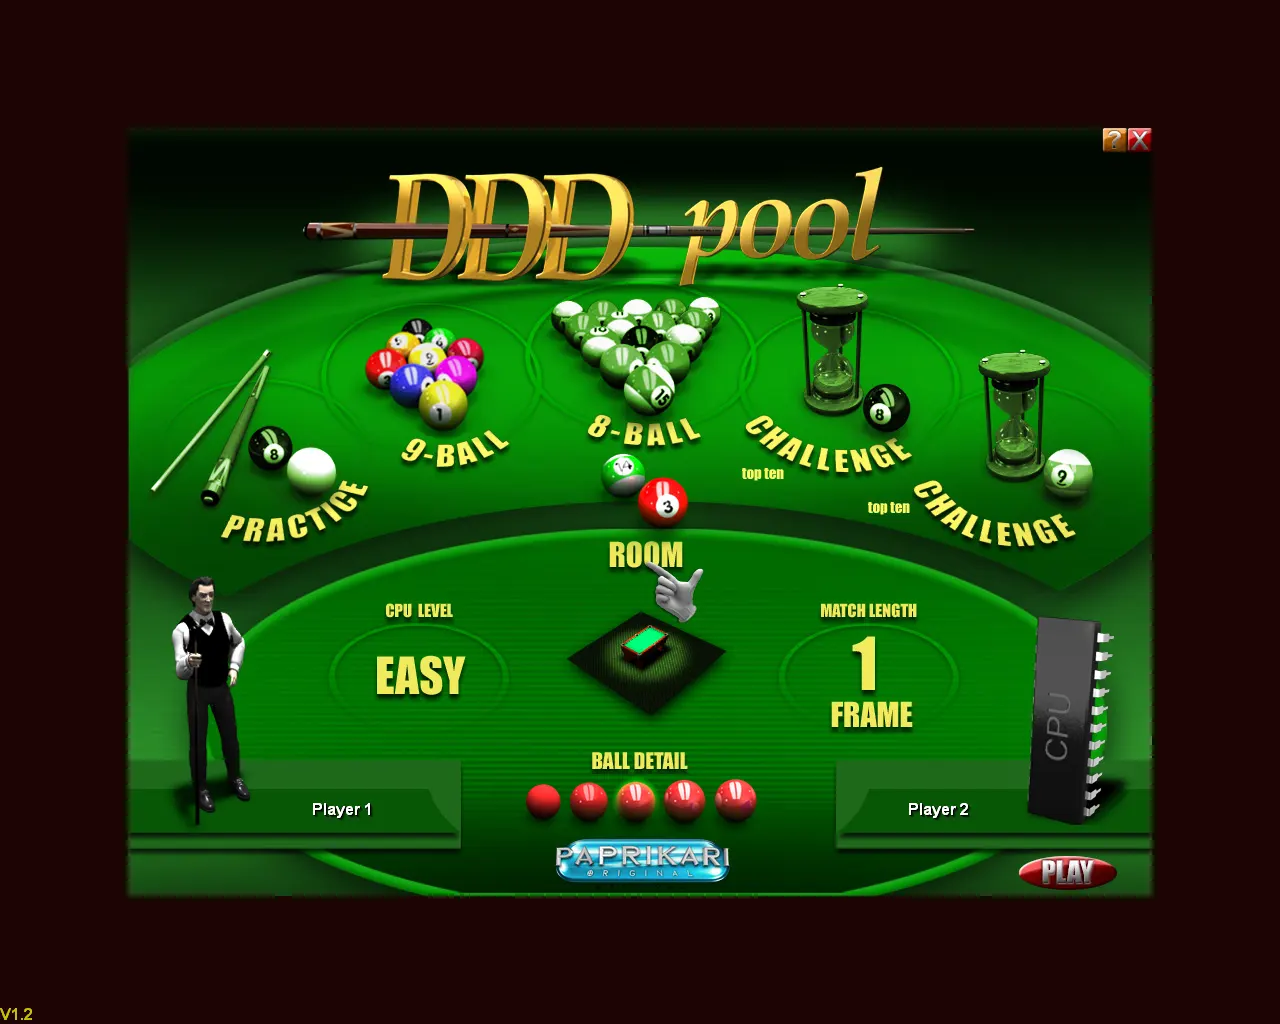 ? X
DDD pool
9-BALL
8-BALL
CHALLENGE
top ten
PRACTICE
CHALLENGE
top ten
ROOM
CPU LEVEL
MATCH LENGTH
EASY
1
FRAME
CPU
BALL DETAIL
Player 1
Player 2
PAPRIKARI
ORIGINAL
PLAY
V1.2